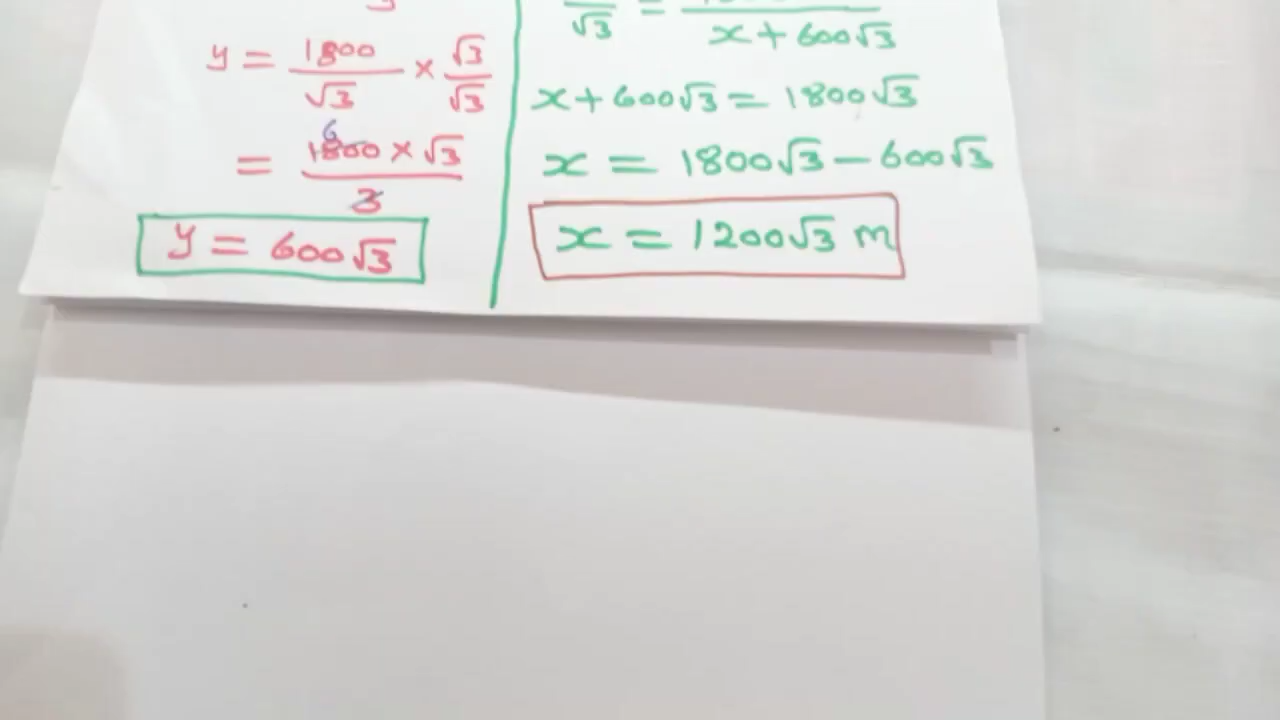 y = 1800/√3 × √3/√3
= 1800 × √3 / 3
6
y = 600√3
√3 = x + 600√3
x + 600√3 = 1800√3
x = 1800√3 − 600√3
x = 1200√3 m